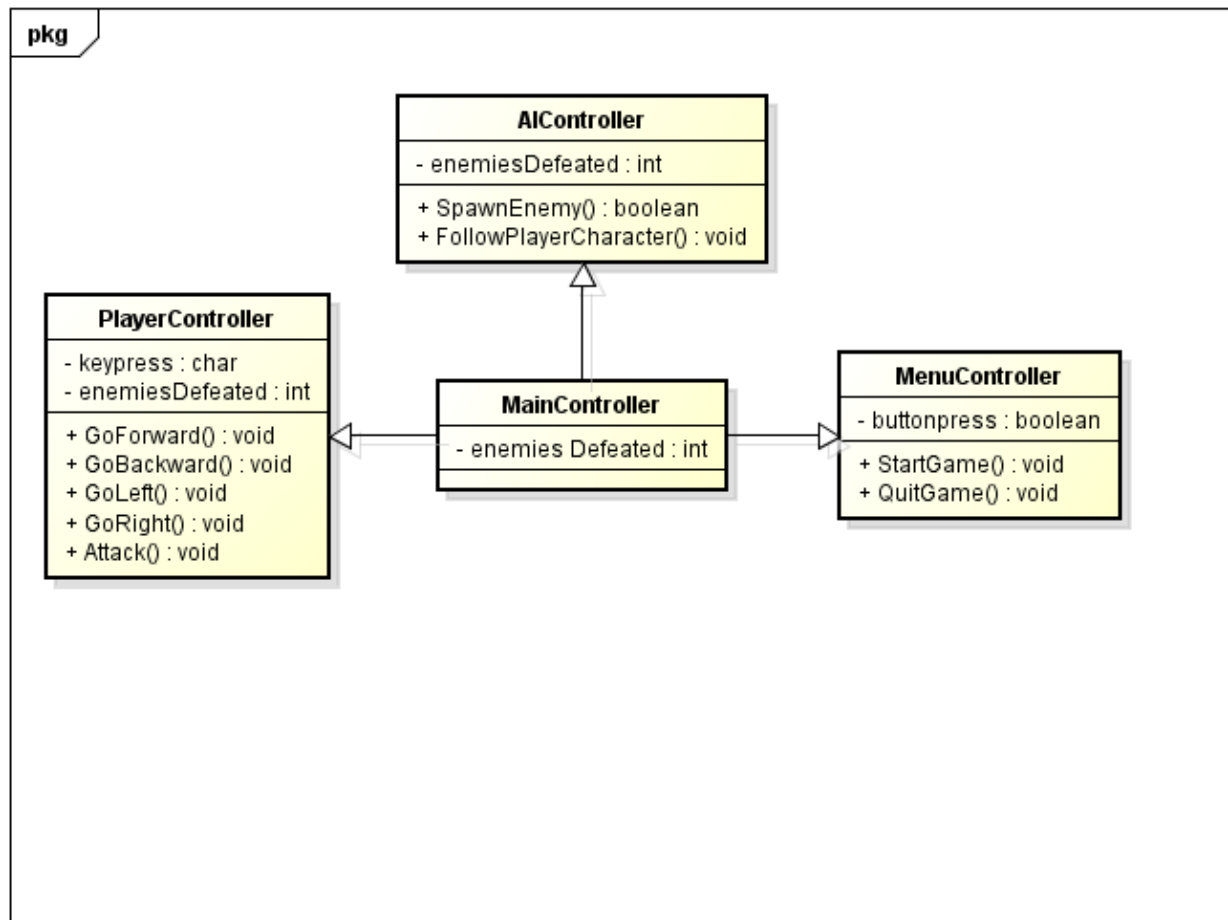 pkg
AIController
- enemiesDefeated : int
+ SpawnEnemy() : boolean
+ FollowPlayerCharacter() : void
PlayerController
- keypress : char
- enemiesDefeated : int
+ GoForward() : void
+ GoBackward() : void
+ GoLeft() : void
+ GoRight() : void
+ Attack() : void
MainController
- enemies Defeated : int
MenuController
- buttonpress : boolean
+ StartGame() : void
+ QuitGame() : void